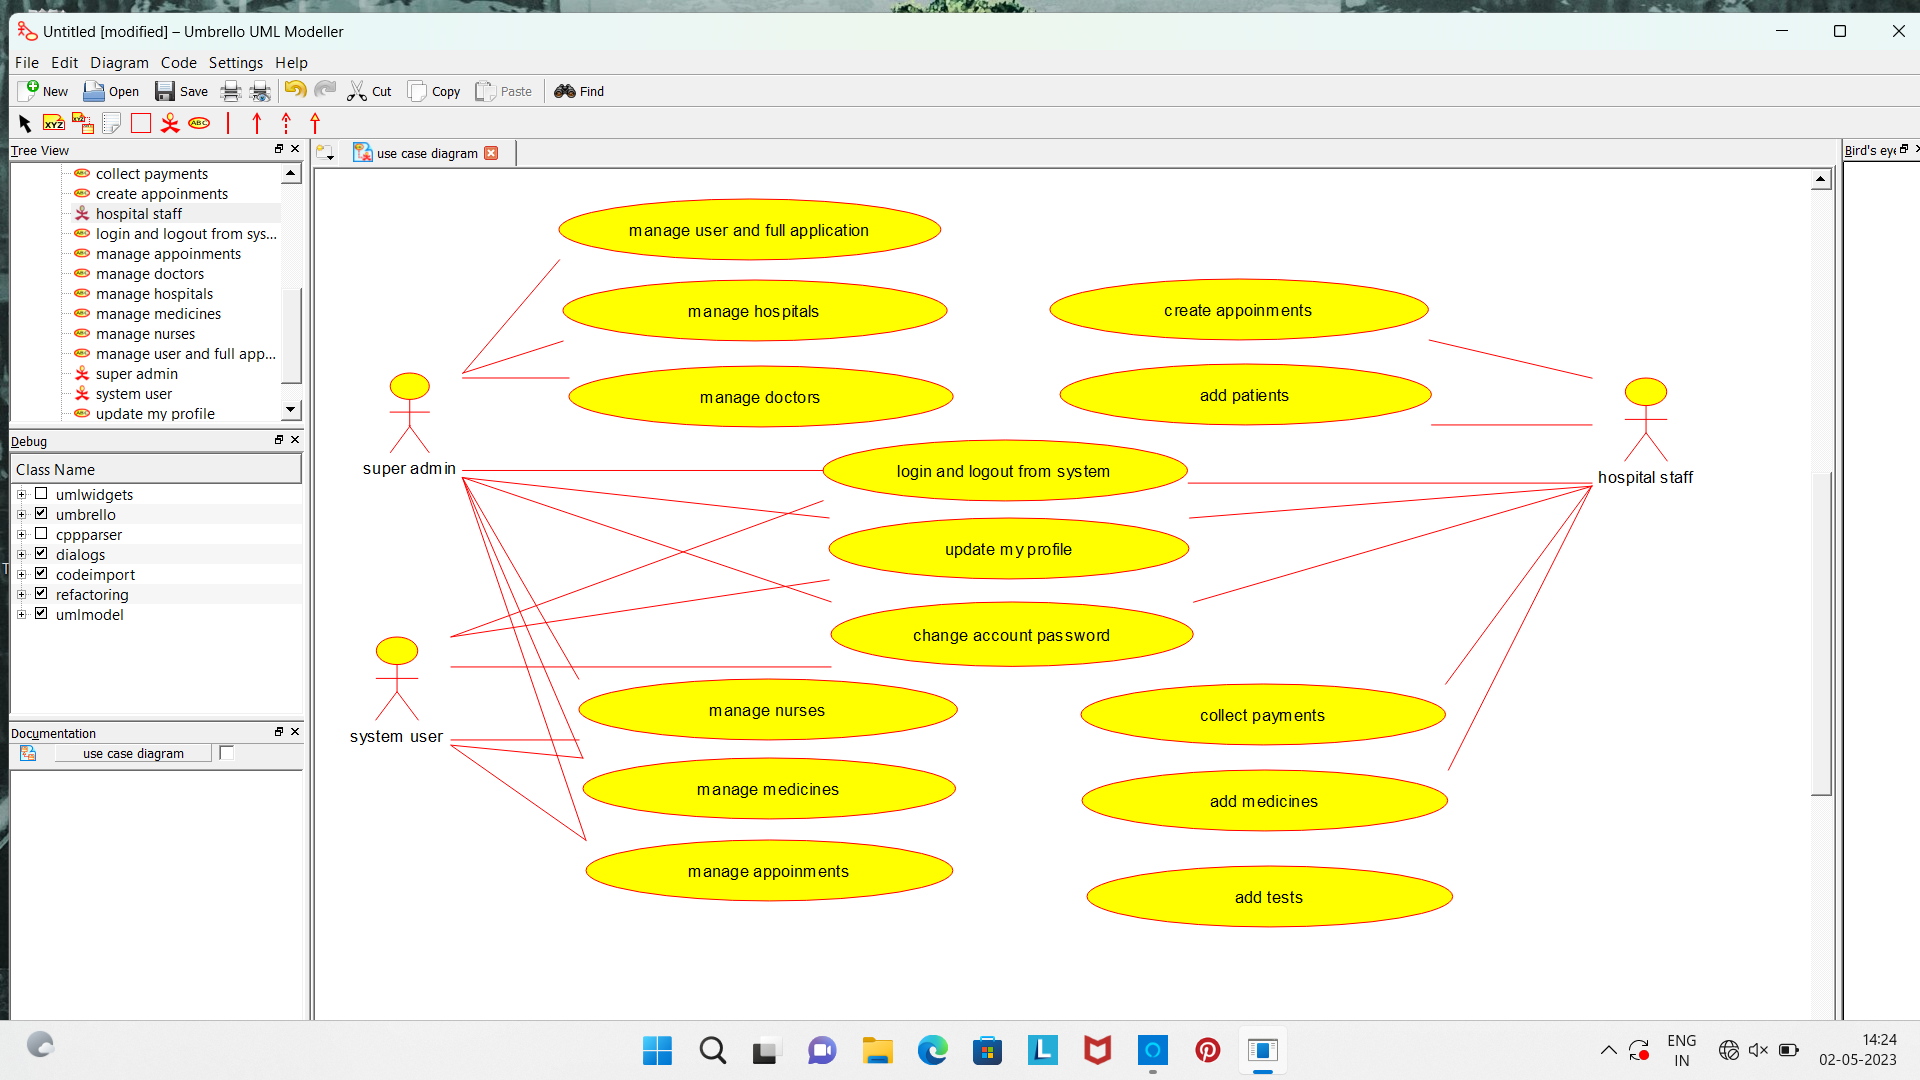 Untitled [modified] – Umbrello UML Modeller
File Edit Diagram Code Settings Help
New Open Save Cut Copy Paste Find
XYZ ABC
Tree View
use case diagram
Bird's eye
collect payments
create appoinments
hospital staff
login and logout from sys...
manage appoinments
manage doctors
manage hospitals
manage medicines
manage nurses
manage user and full app...
super admin
system user
update my profile
Debug
Class Name
umlwidgets
umbrello
cppparser
dialogs
codeimport
refactoring
umlmodel
Documentation
use case diagram
manage user and full application
manage hospitals
create appoinments
manage doctors
add patients
super admin
login and logout from system
hospital staff
update my profile
change account password
system user
manage nurses
collect payments
manage medicines
add medicines
manage appoinments
add tests
ENG
IN
14:24
02-05-2023